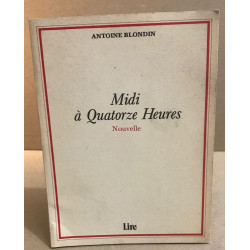 ANTOINE BLONDIN
Midi
à Quatorze Heures
Nouvelle
Lire